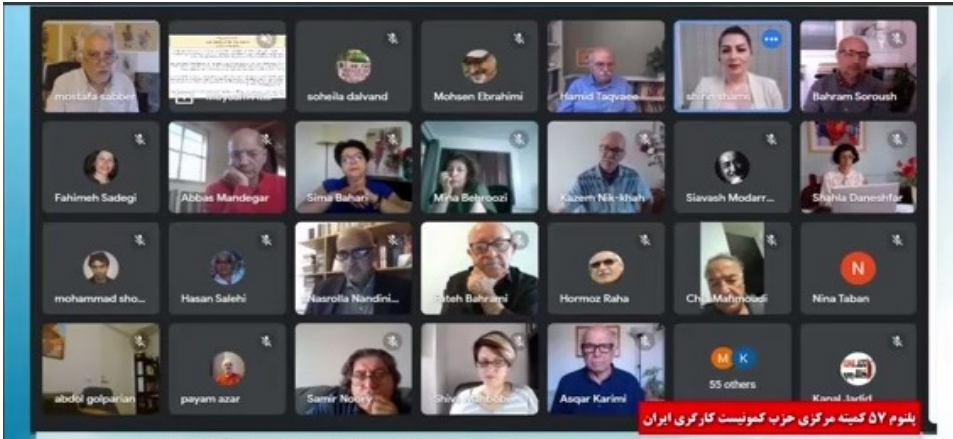 mostafa sabber
soheila dalvand
Mohsen Ebrahimi
Hamid Taqvaee
shirin shams
Bahram Soroush
Fahimeh Sadegi
Abbas Mandegar
Sima Bahari
Mina Behroozi
Kazem Nik-khah
Siavash Modarr...
Shahla Daneshfar
mohammad sho...
Hasan Salehi
Nasrolla Nandini...
Fateh Bahrami
Hormoz Raha
Mahmoudi
N
Nina Taban
abdol golparian
payam azar
Samir Noory
Shiva Mahbobi
Asqar Karimi
M K
55 others
Kanal Jadid
پلنوم ۵۷ کمیته مرکزی حزب کمونیست کارگری ایران